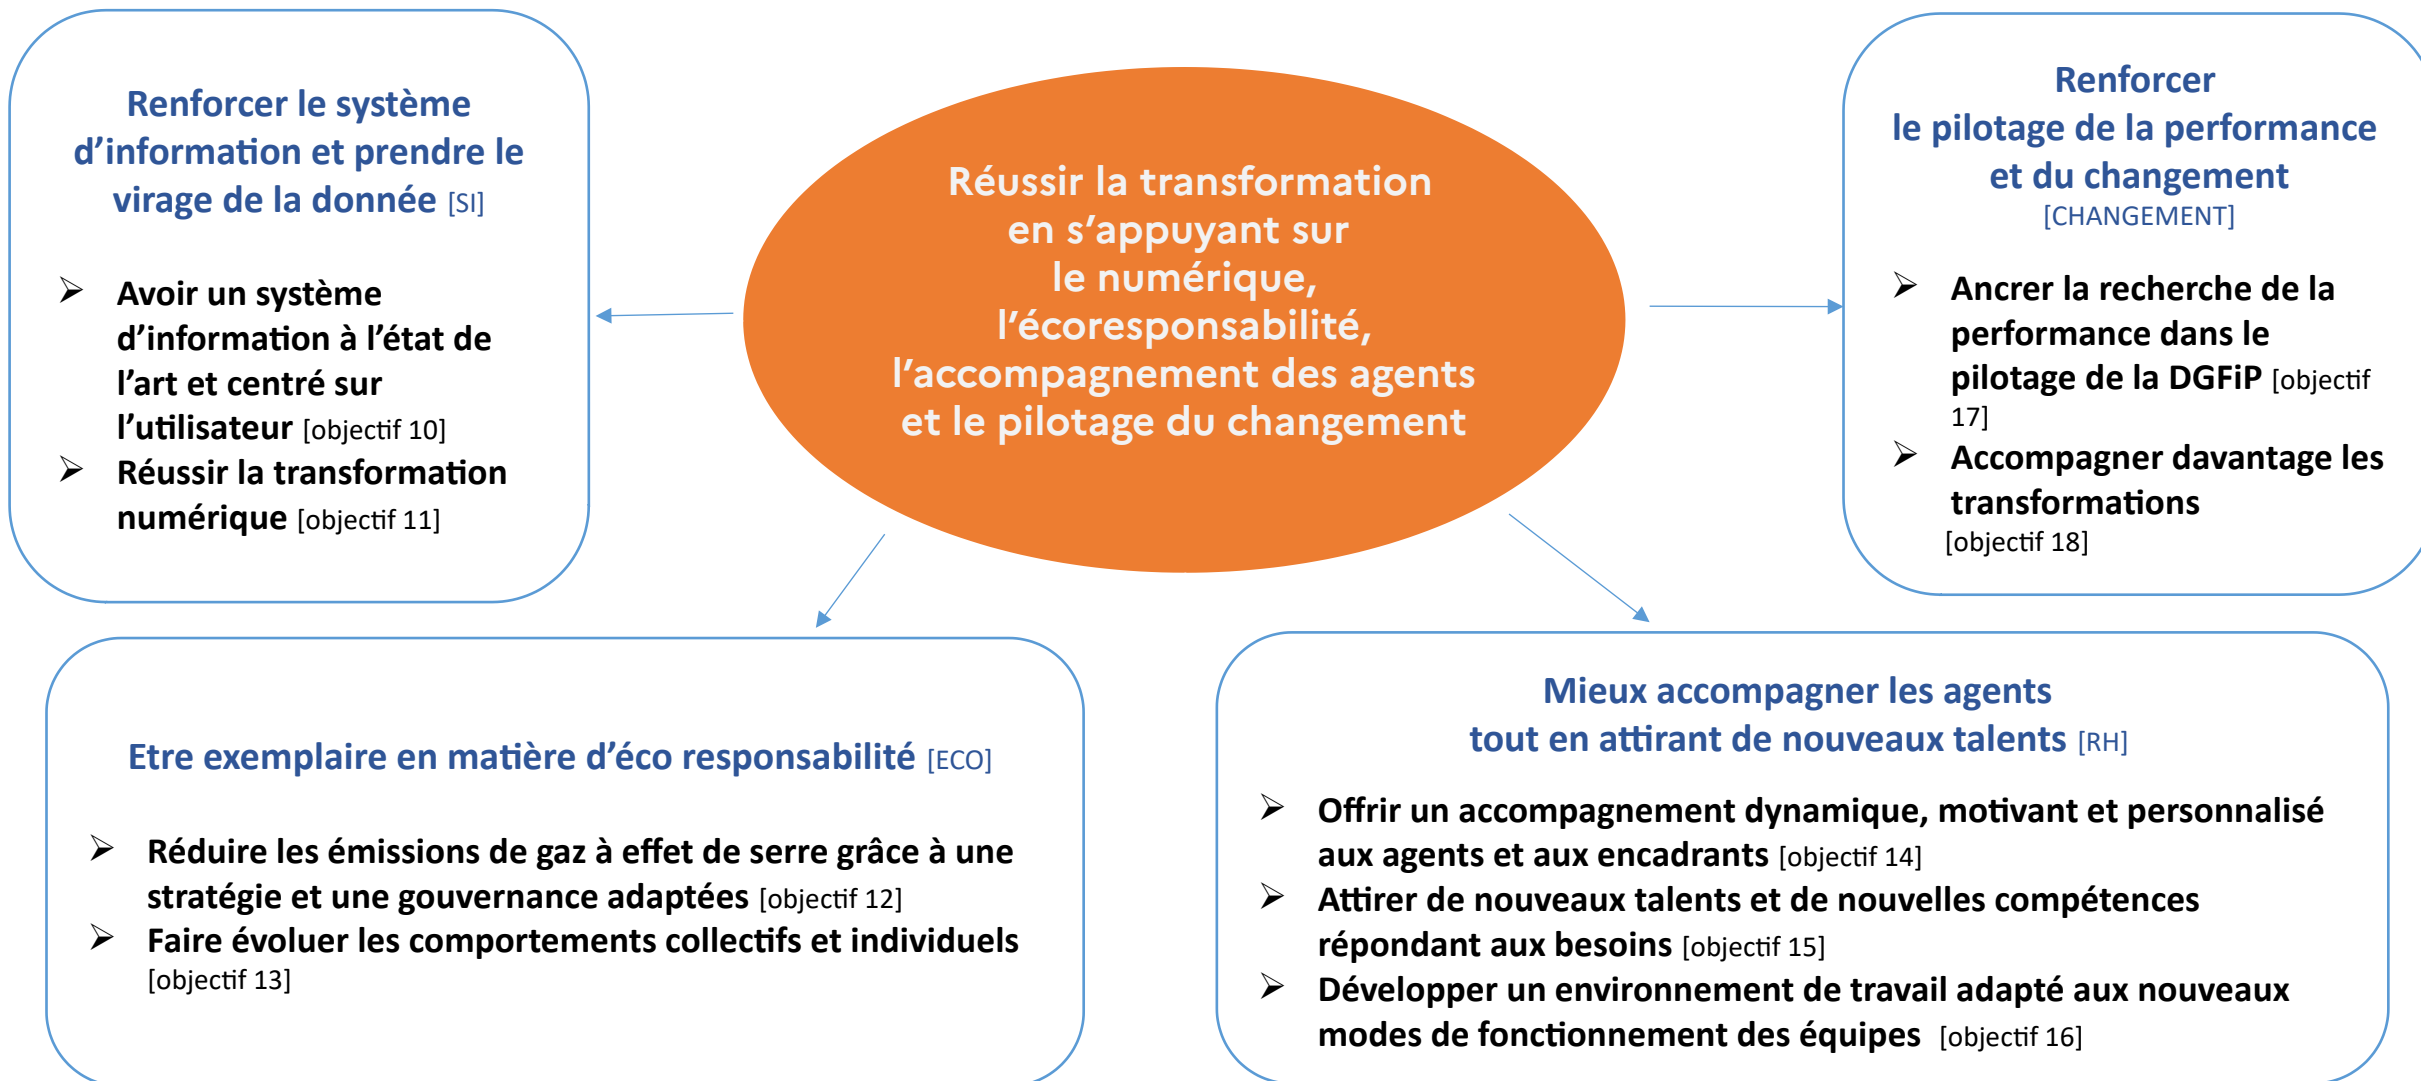 Renforcer le système
d’information et prendre le
virage de la donnée [SI]
➢ Avoir un système
d’information à l’état de
l’art et centré sur
l’utilisateur [objectif 10]
➢ Réussir la transformation
numérique [objectif 11]
Réussir la transformation
en s’appuyant sur
le numérique,
l’écoresponsabilité,
l’accompagnement des agents
et le pilotage du changement
Renforcer
le pilotage de la performance
et du changement
[CHANGEMENT]
➢ Ancrer la recherche de la
performance dans le
pilotage de la DGFiP [objectif
17]
➢ Accompagner davantage les
transformations
[objectif 18]
Etre exemplaire en matière d’éco responsabilité [ECO]
➢ Réduire les émissions de gaz à effet de serre grâce à une
stratégie et une gouvernance adaptées [objectif 12]
➢ Faire évoluer les comportements collectifs et individuels
[objectif 13]
Mieux accompagner les agents
tout en attirant de nouveaux talents [RH]
➢ Offrir un accompagnement dynamique, motivant et personnalisé
aux agents et aux encadrants [objectif 14]
➢ Attirer de nouveaux talents et de nouvelles compétences
répondant aux besoins [objectif 15]
➢ Développer un environnement de travail adapté aux nouveaux
modes de fonctionnement des équipes [objectif 16]